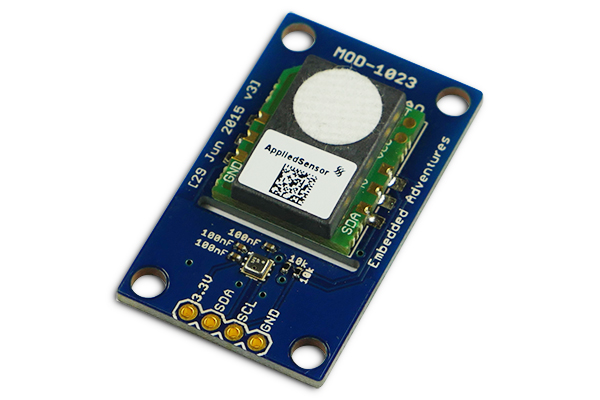 MOD-1023
[29 Jun 2015 v3]
AppliedSensor
GND
SDA
Embedded Adventures
100nF
100nF
100nF
10k
10k
3.3V
SDA
SCL
GND